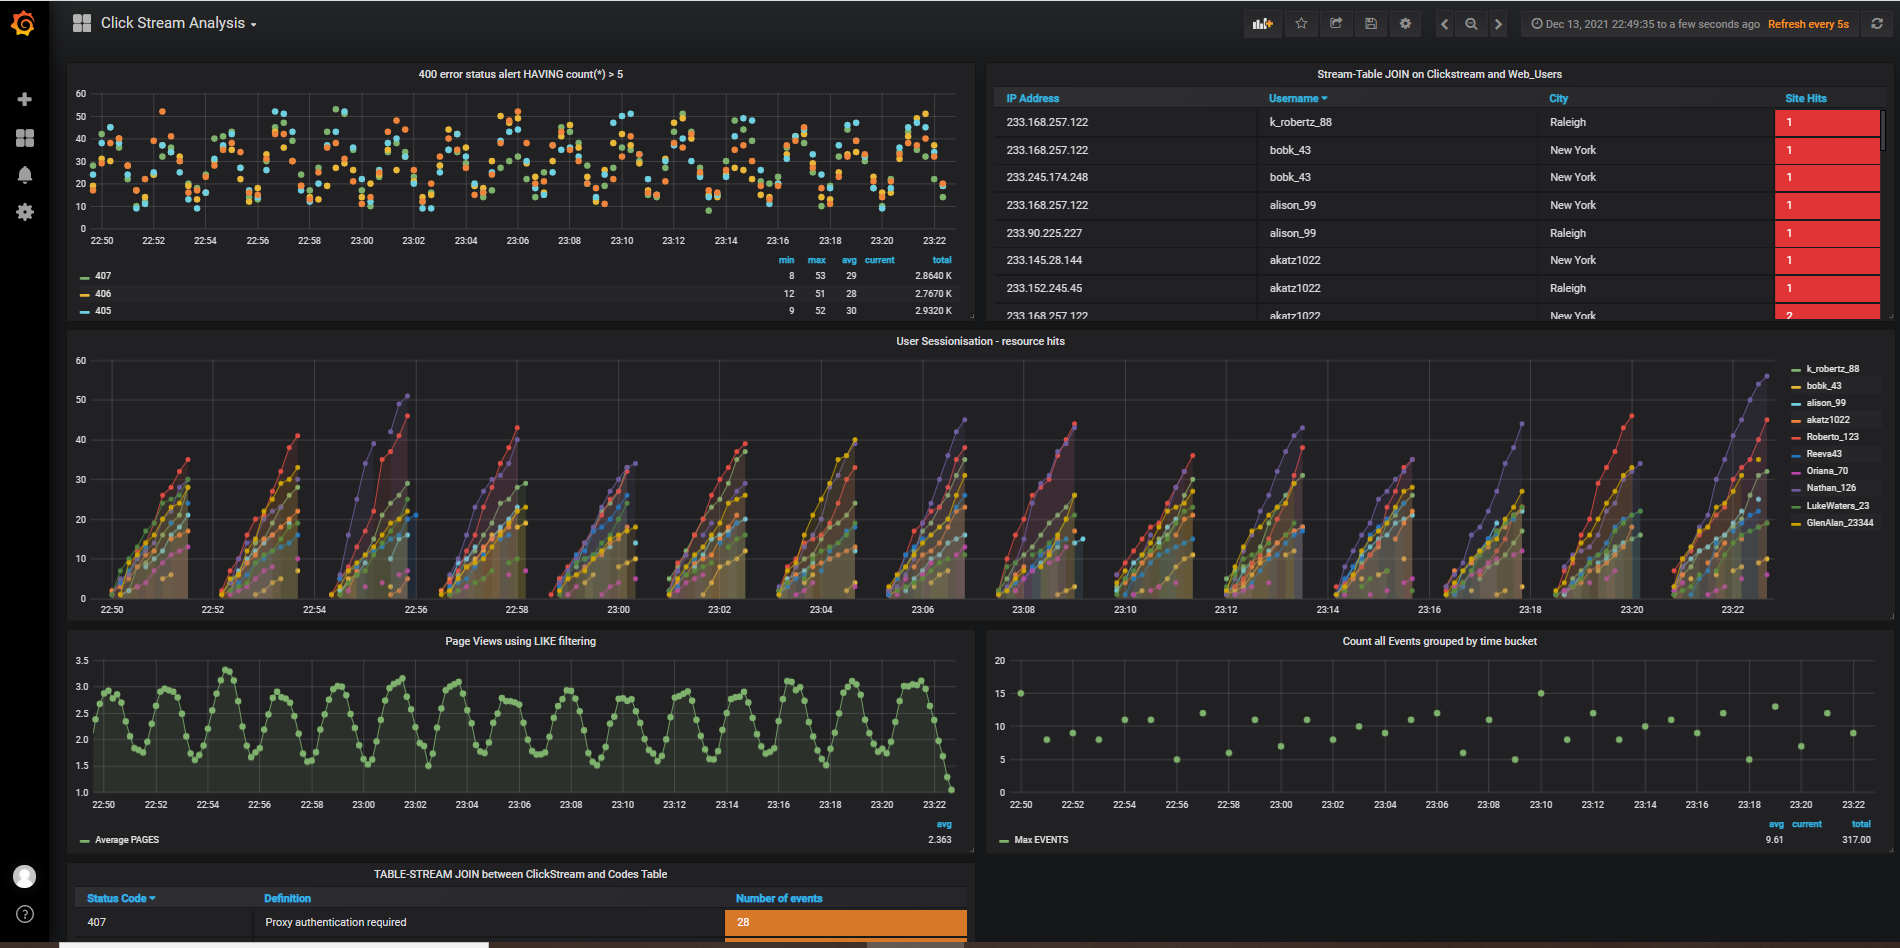 Click Stream Analysis
Dec 13, 2021 22:49:35 to a few seconds ago Refresh every 5s
400 error status alert HAVING count(*) > 5
60
50
40
30
20
10
0
22:50 22:52 22:54 22:56 22:58 23:00 23:02 23:04 23:06 23:08 23:10 23:12 23:14 23:16 23:18 23:20 23:22
min max avg current total
407 8 53 29 2.8640 K
406 12 51 28 2.7670 K
405 9 52 30 2.9320 K
Stream-Table JOIN on Clickstream and Web_Users
IP Address Username City Site Hits
233.168.257.122 k_robertz_88 Raleigh 1
233.168.257.122 bobk_43 New York 1
233.245.174.248 bobk_43 New York 1
233.168.257.122 alison_99 New York 1
233.90.225.227 alison_99 Raleigh 1
233.145.28.144 akatz1022 New York 1
233.152.245.45 akatz1022 Raleigh 1
233.168.257.122 akatz1022 New York 2
User Sessionisation - resource hits
60
50
40
30
20
10
0
22:50 22:52 22:54 22:56 22:58 23:00 23:02 23:04 23:06 23:08 23:10 23:12 23:14 23:16 23:18 23:20 23:22
k_robertz_88
bobk_43
alison_99
akatz1022
Roberto_123
Reeva43
Oriana_70
Nathan_126
LukeWaters_23
GlenAlan_23344
Page Views using LIKE filtering
3.5
3.0
2.5
2.0
1.5
1.0
22:50 22:52 22:54 22:56 22:58 23:00 23:02 23:04 23:06 23:08 23:10 23:12 23:14 23:16 23:18 23:20 23:22
avg
Average PAGES 2.363
Count all Events grouped by time bucket
20
15
10
5
0
22:50 22:52 22:54 22:56 22:58 23:00 23:02 23:04 23:06 23:08 23:10 23:12 23:14 23:16 23:18 23:20 23:22
avg current total
Max EVENTS 9.61 317.00
TABLE-STREAM JOIN between ClickStream and Codes Table
Status Code Definition Number of events
407 Proxy authentication required 28